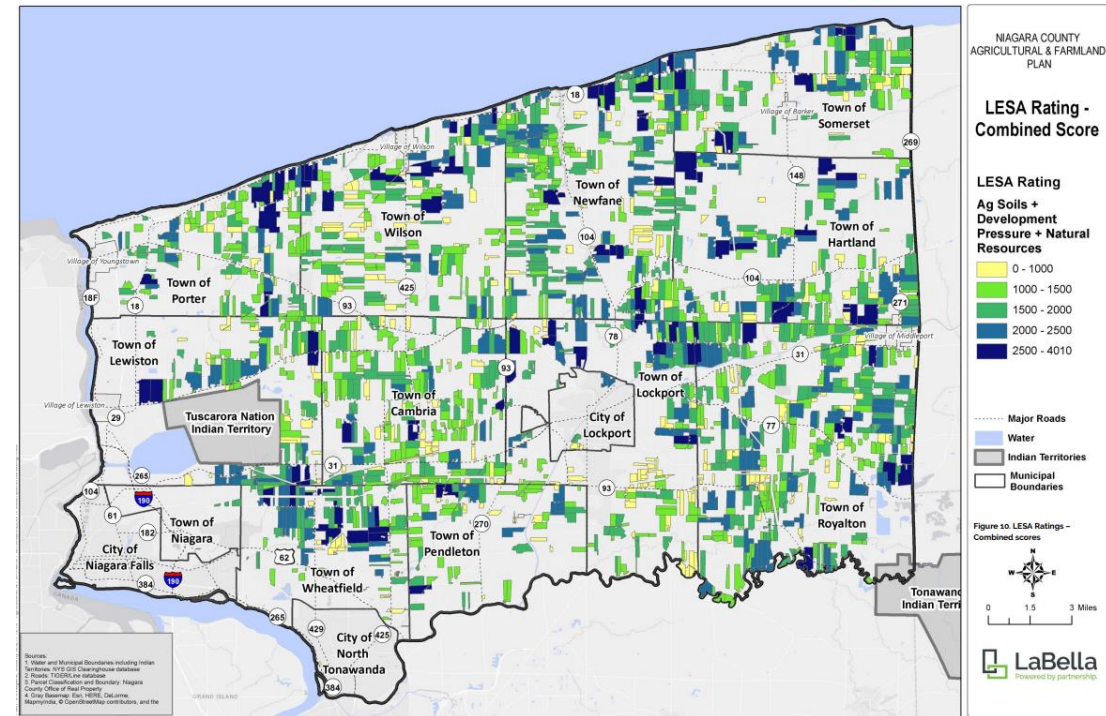 NIAGARA COUNTY
AGRICULTURAL & FARMLAND
PLAN
LESA Rating -
Combined Score
LESA Rating
Ag Soils +
Development
Pressure + Natural
Resources
0 - 1000
1000 - 1500
1500 - 2000
2000 - 2500
2500 - 4010
Major Roads
Water
Indian Territories
Municipal
Boundaries
Figure 10. LESA Ratings –
Combined scores
N
W
E
S
0
1.5
3 Miles
LaBella
Powered by partnership.
18
Village of Barker
Town of
Somerset
269
Village of Wilson
148
Town of
Newfane
Town of
Wilson
Town of
Hartland
104
Village of Youngstown
Town of
Porter
425
104
18F
18
93
271
Village of Middleport
78
31
Town of
Lewiston
93
Town of
Lockport
Town of
Cambria
Village of Lewiston
29
Tuscarora Nation
Indian Territory
City of
Lockport
77
31
265
93
104
190
61
182
Town of
Niagara
270
Town of
Royalton
Town of
Pendleton
City of
Niagara Falls
62
190
384
Town of
Wheatfield
Tonawand
Indian Terri
265
429
425
City of
North
Tonawanda
384
CANADA
GRAND ISLAND
Sources:
1. Water and Municipal Boundaries including Indian
Territories: NYS GIS Clearinghouse database
2. Roads: TIGER/Line database
3. Parcel Classification and Boundary: Niagara
County Office of Real Property
4. Gray Basemap: Esri, HERE, DeLorme,
MapmyIndia, © OpenStreetMap contributors, and the